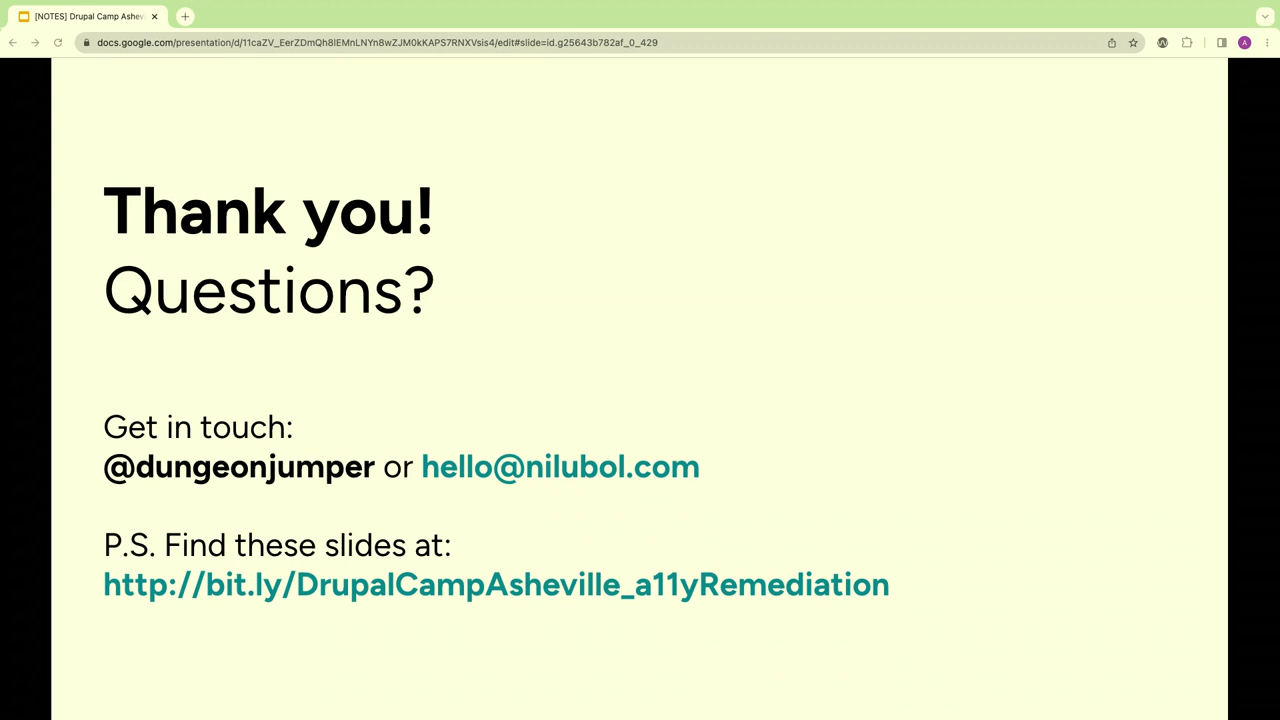 [NOTES] Drupal Camp Ashev
docs.google.com/presentation/d/11caZV_EerZDmQh8lEMnLNYn8wZJM0kKAPS7RNXVsis4/edit#slide=id.g25643b782af_0_429
A
Thank you!
Questions?
Get in touch:
@dungeonjumper or hello@nilubol.com
P.S. Find these slides at:
http://bit.ly/DrupalCampAsheville_a11yRemediation